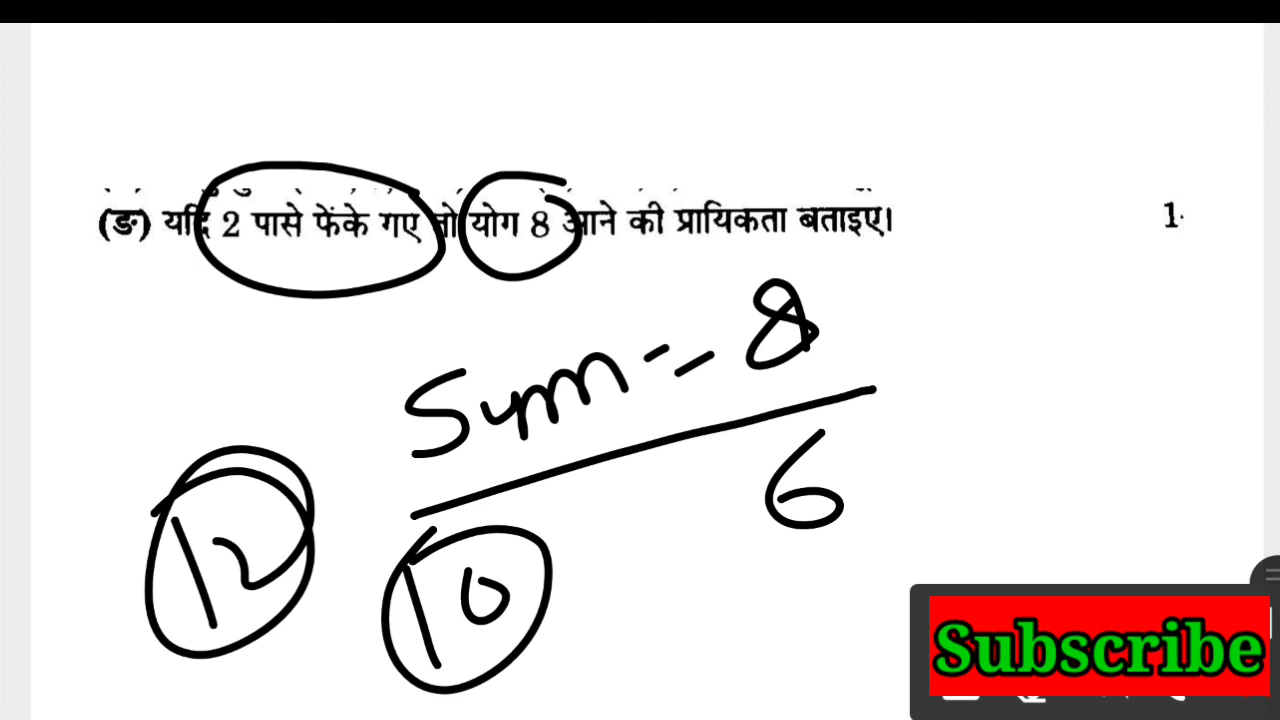 (ङ) यदि 2 पासे फेंके गए तो योग 8 आने की प्रायिकता बताइए। 1
Sum = 8
6
12
10
Subscribe